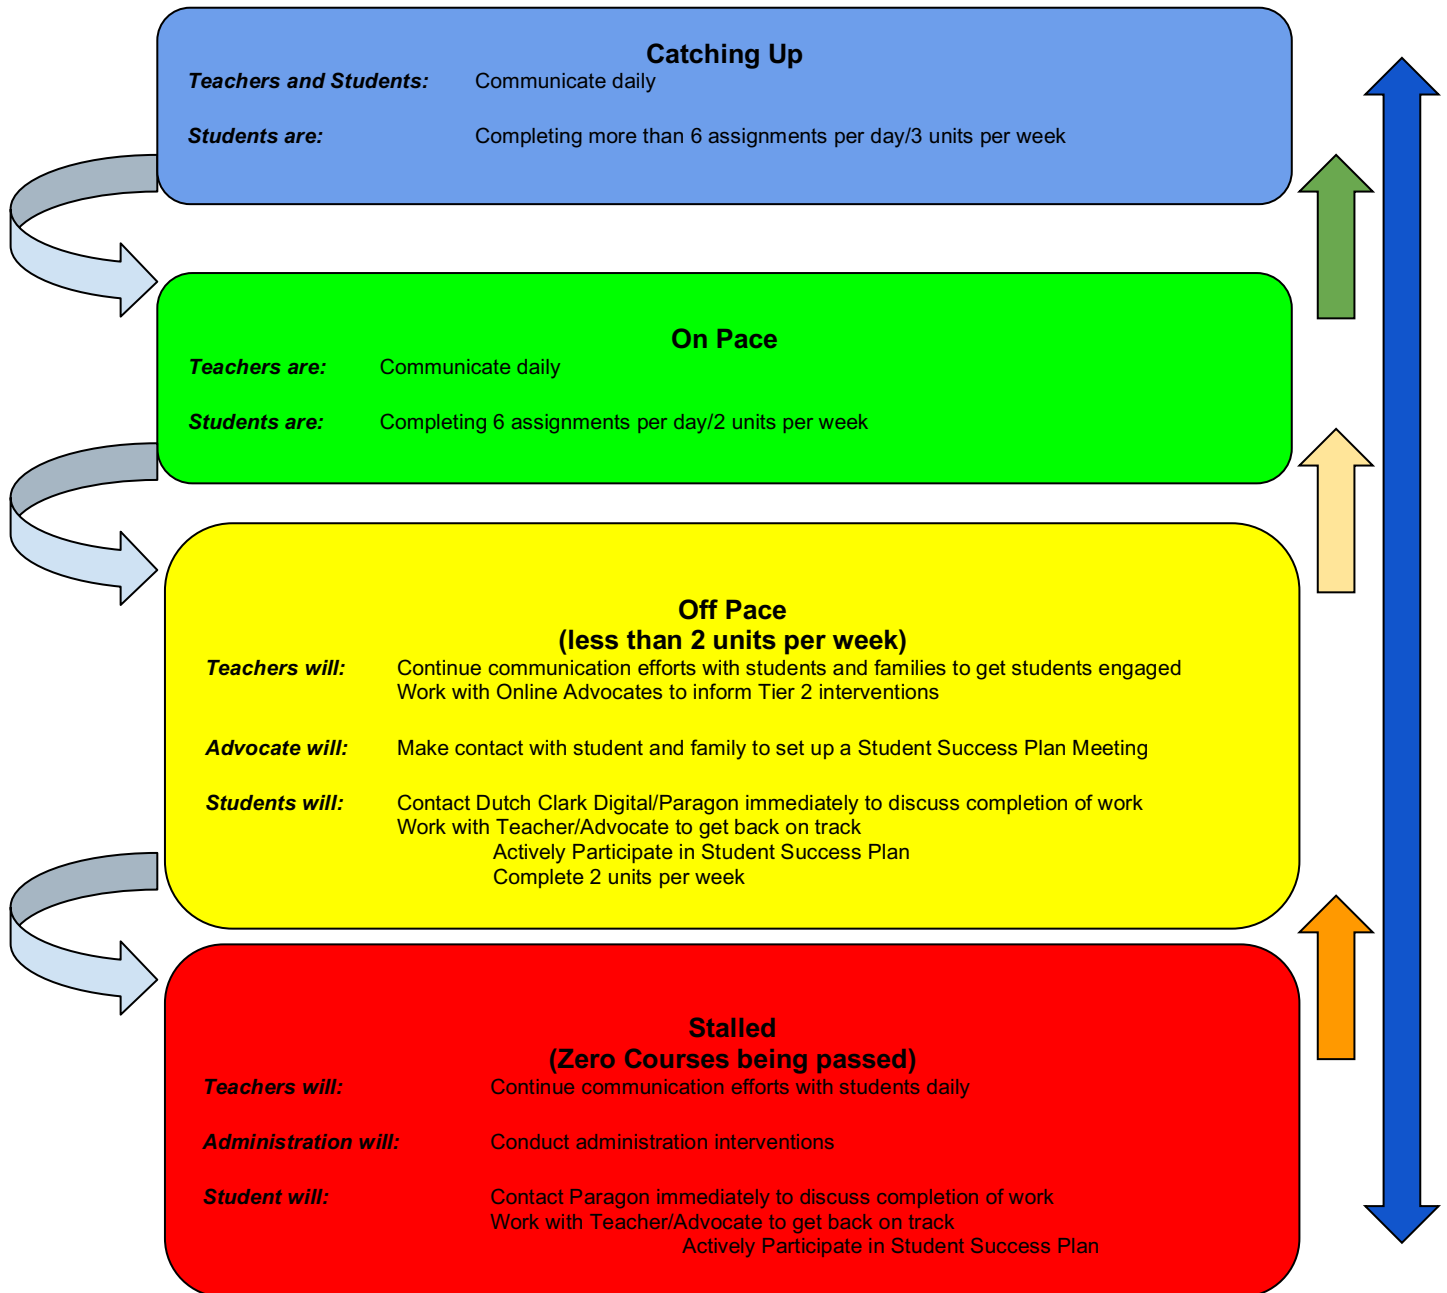 Catching Up
Teachers and Students: Communicate daily
Students are: Completing more than 6 assignments per day/3 units per week
On Pace
Teachers are: Communicate daily
Students are: Completing 6 assignments per day/2 units per week
Off Pace
(less than 2 units per week)
Teachers will: Continue communication efforts with students and families to get students engaged
Work with Online Advocates to inform Tier 2 interventions
Advocate will: Make contact with student and family to set up a Student Success Plan Meeting
Students will: Contact Dutch Clark Digital/Paragon immediately to discuss completion of work
Work with Teacher/Advocate to get back on track
Actively Participate in Student Success Plan
Complete 2 units per week
Stalled
(Zero Courses being passed)
Teachers will: Continue communication efforts with students daily
Administration will: Conduct administration interventions
Student will: Contact Paragon immediately to discuss completion of work
Work with Teacher/Advocate to get back on track
Actively Participate in Student Success Plan